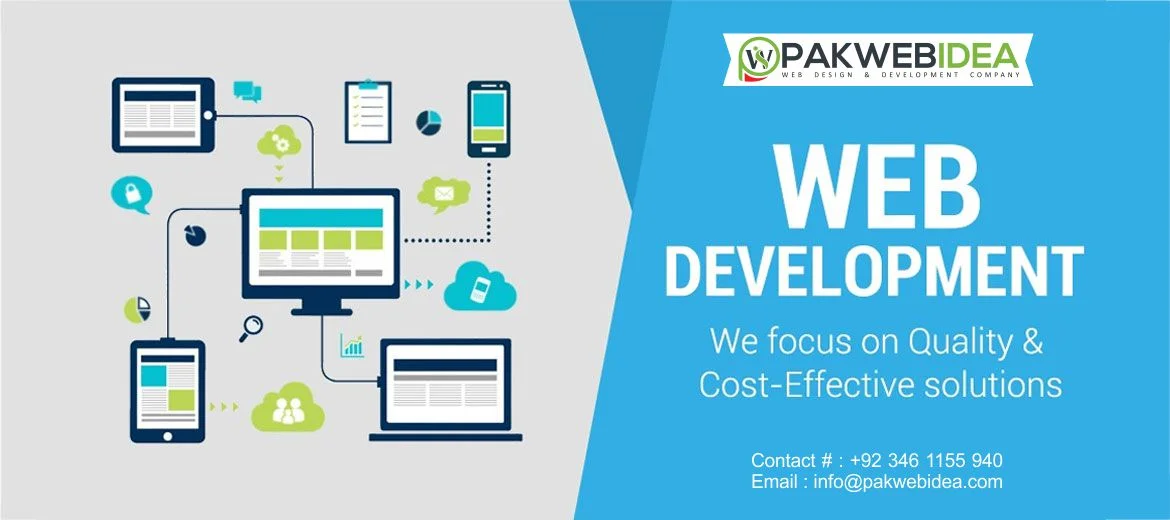 PAKWEBIDEA
WEB DESIGN & DEVELOPMENT COMPANY
WEB
DEVELOPMENT
We focus on Quality &
Cost-Effective solutions
Contact # : +92 346 1155 940
Email : info@pakwebidea.com